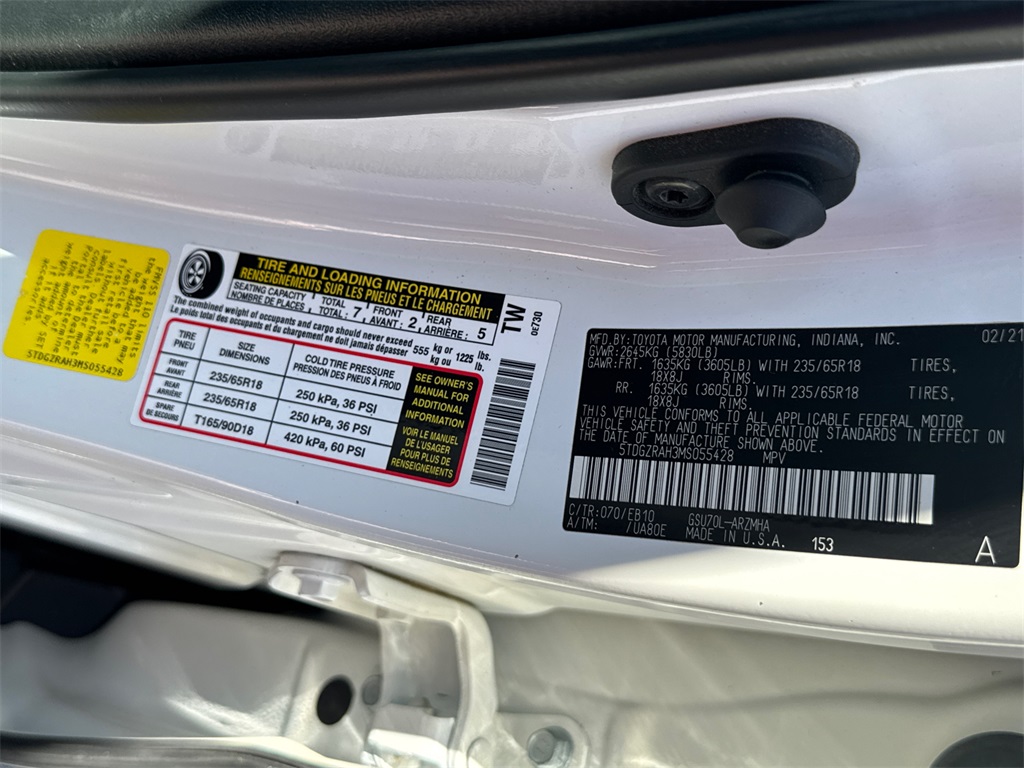 5TDGZRAH3MS055428
TIRE AND LOADING INFORMATION
RENSEIGNEMENTS SUR LES PNEUS ET LE CHARGEMENT
SEATING CAPACITY TOTAL FRONT REAR
NOMBRE DE PLACES TOTAL: 7 AVANT: 2 ARRIÈRE: 5
The combined weight of occupants and cargo should never exceed 555 kg or 1225 lbs.
Le poids total des occupants et du chargement ne doit jamais dépasser kg ou lb.
TIRE SIZE COLD TIRE PRESSURE
PNEU DIMENSIONS PRESSION DES PNEUS À FROID
FRONT
AVANT 235/65R18 250 kPa, 36 PSI
REAR
ARRIÈRE 235/65R18 250 kPa, 36 PSI
SPARE
DE SECOURS T165/90D18 420 kPa, 60 PSI
SEE OWNER'S
MANUAL FOR
ADDITIONAL
INFORMATION
VOIR LE MANUEL
DE L'USAGER
POUR PLUS DE
RENSEIGNEMENTS
TW
0E730
MFD.BY:TOYOTA MOTOR MANUFACTURING, INDIANA, INC. 02/21
GVWR:2645KG (5830LB)
GAWR:FRT. 1635KG (3605LB) WITH 235/65R18 TIRES,
18X8J RIMS.
RR. 1635KG (3605LB) WITH 235/65R18 TIRES,
18X8J RIMS.
THIS VEHICLE CONFORMS TO ALL APPLICABLE FEDERAL MOTOR
VEHICLE SAFETY AND THEFT PREVENTION STANDARDS IN EFFECT ON
THE DATE OF MANUFACTURE SHOWN ABOVE.
5TDGZRAH3MS055428 MPV
C/TR:070/EB10 GSU70L-ARZMHA
A/TM: /UA80E MADE IN U.S.A. 153
A